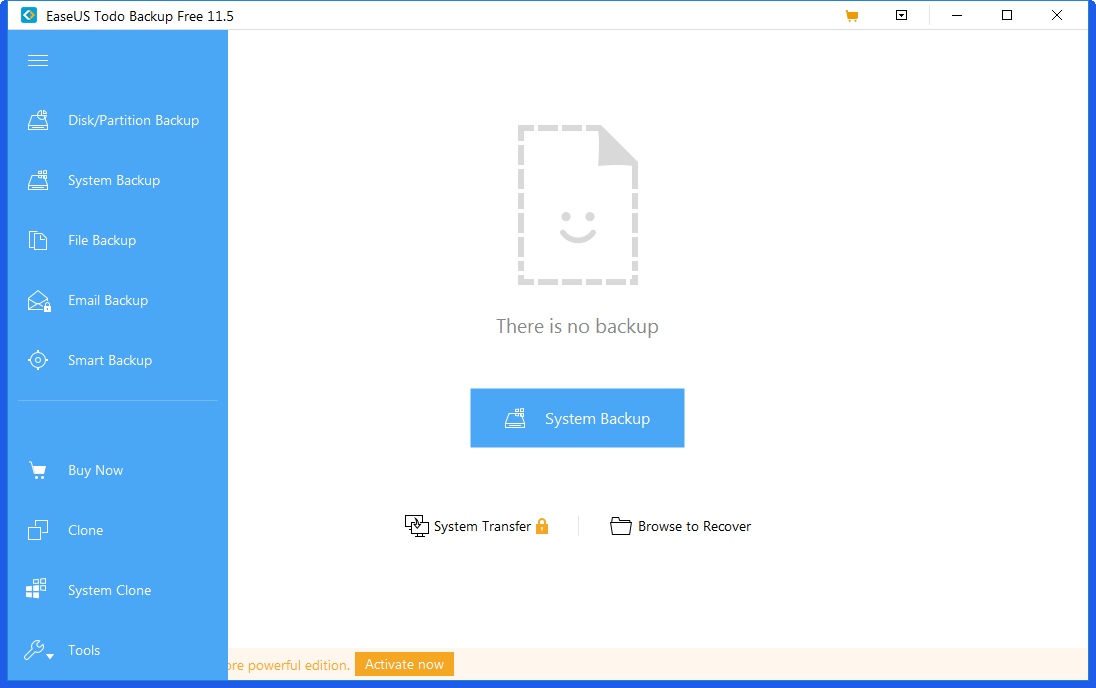 EaseUS Todo Backup Free 11.5
Disk/Partition Backup
System Backup
File Backup
Email Backup
Smart Backup
Buy Now
Clone
System Clone
Tools
There is no backup
System Backup
System Transfer
Browse to Recover
powerful edition.
Activate now